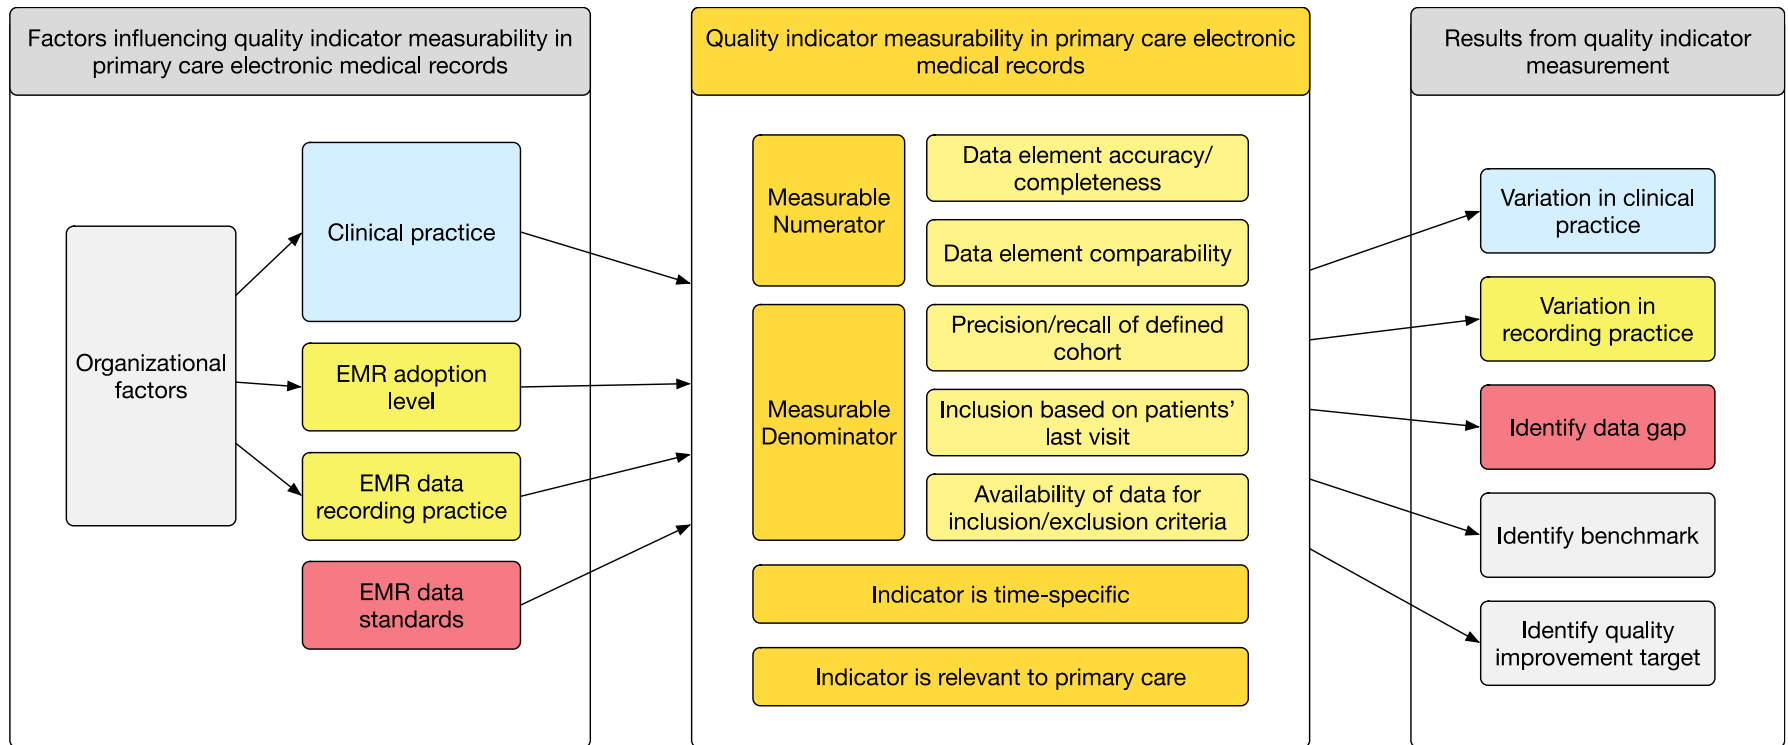 Factors influencing quality indicator measurability in
primary care electronic medical records
Organizational
factors
Clinical practice
EMR adoption
level
EMR data
recording practice
EMR data
standards
Quality indicator measurability in primary care electronic
medical records
Measurable
Numerator
Data element accuracy/
completeness
Data element comparability
Measurable
Denominator
Precision/recall of defined
cohort
Inclusion based on patients’
last visit
Availability of data for
inclusion/exclusion criteria
Indicator is time-specific
Indicator is relevant to primary care
Results from quality indicator
measurement
Variation in clinical
practice
Variation in
recording practice
Identify data gap
Identify benchmark
Identify quality
improvement target